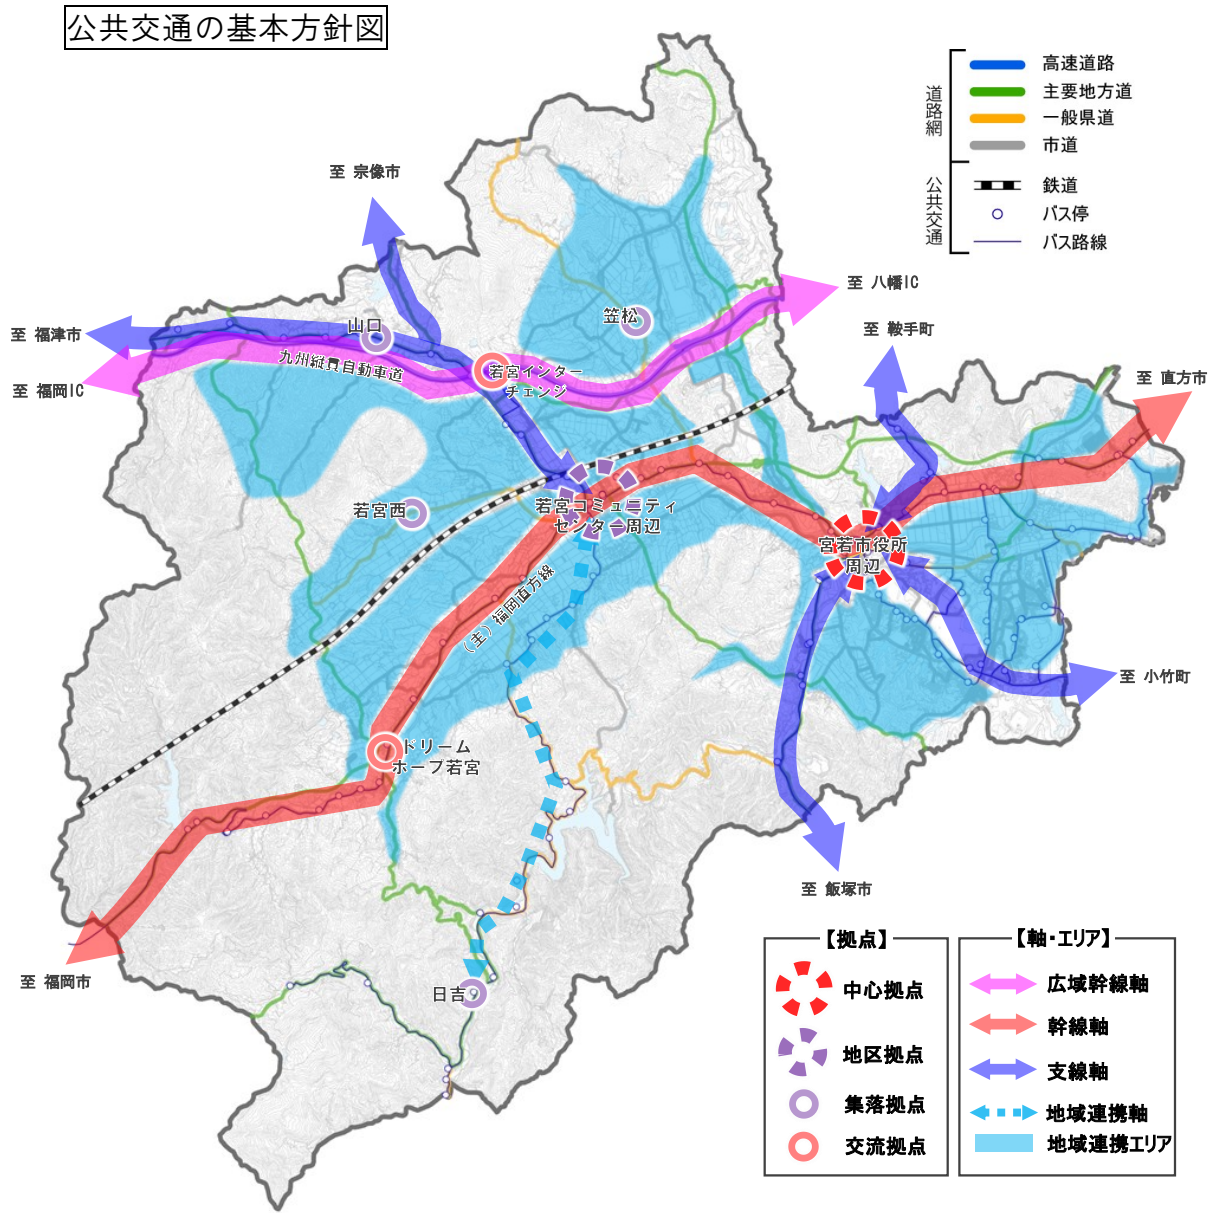 公共交通の基本方針図
道路網
高速道路
主要地方道
一般県道
市道
公共交通
鉄道
バス停
バス路線
至 宗像市
至 八幡IC
至 福津市
至 鞍手町
至 福岡IC
至 直方市
山口
笠松
九州縦貫自動車道
若宮インター
チェンジ
若宮西
若宮コミュニティ
センター周辺
宮若市役所
周辺
（主）福岡直方線
至 小竹町
ドリーム
ホープ若宮
至 飯塚市
至 福岡市
日吉
【拠点】
中心拠点
地区拠点
集落拠点
交流拠点
【軸・エリア】
広域幹線軸
幹線軸
支線軸
地域連携軸
地域連携エリア